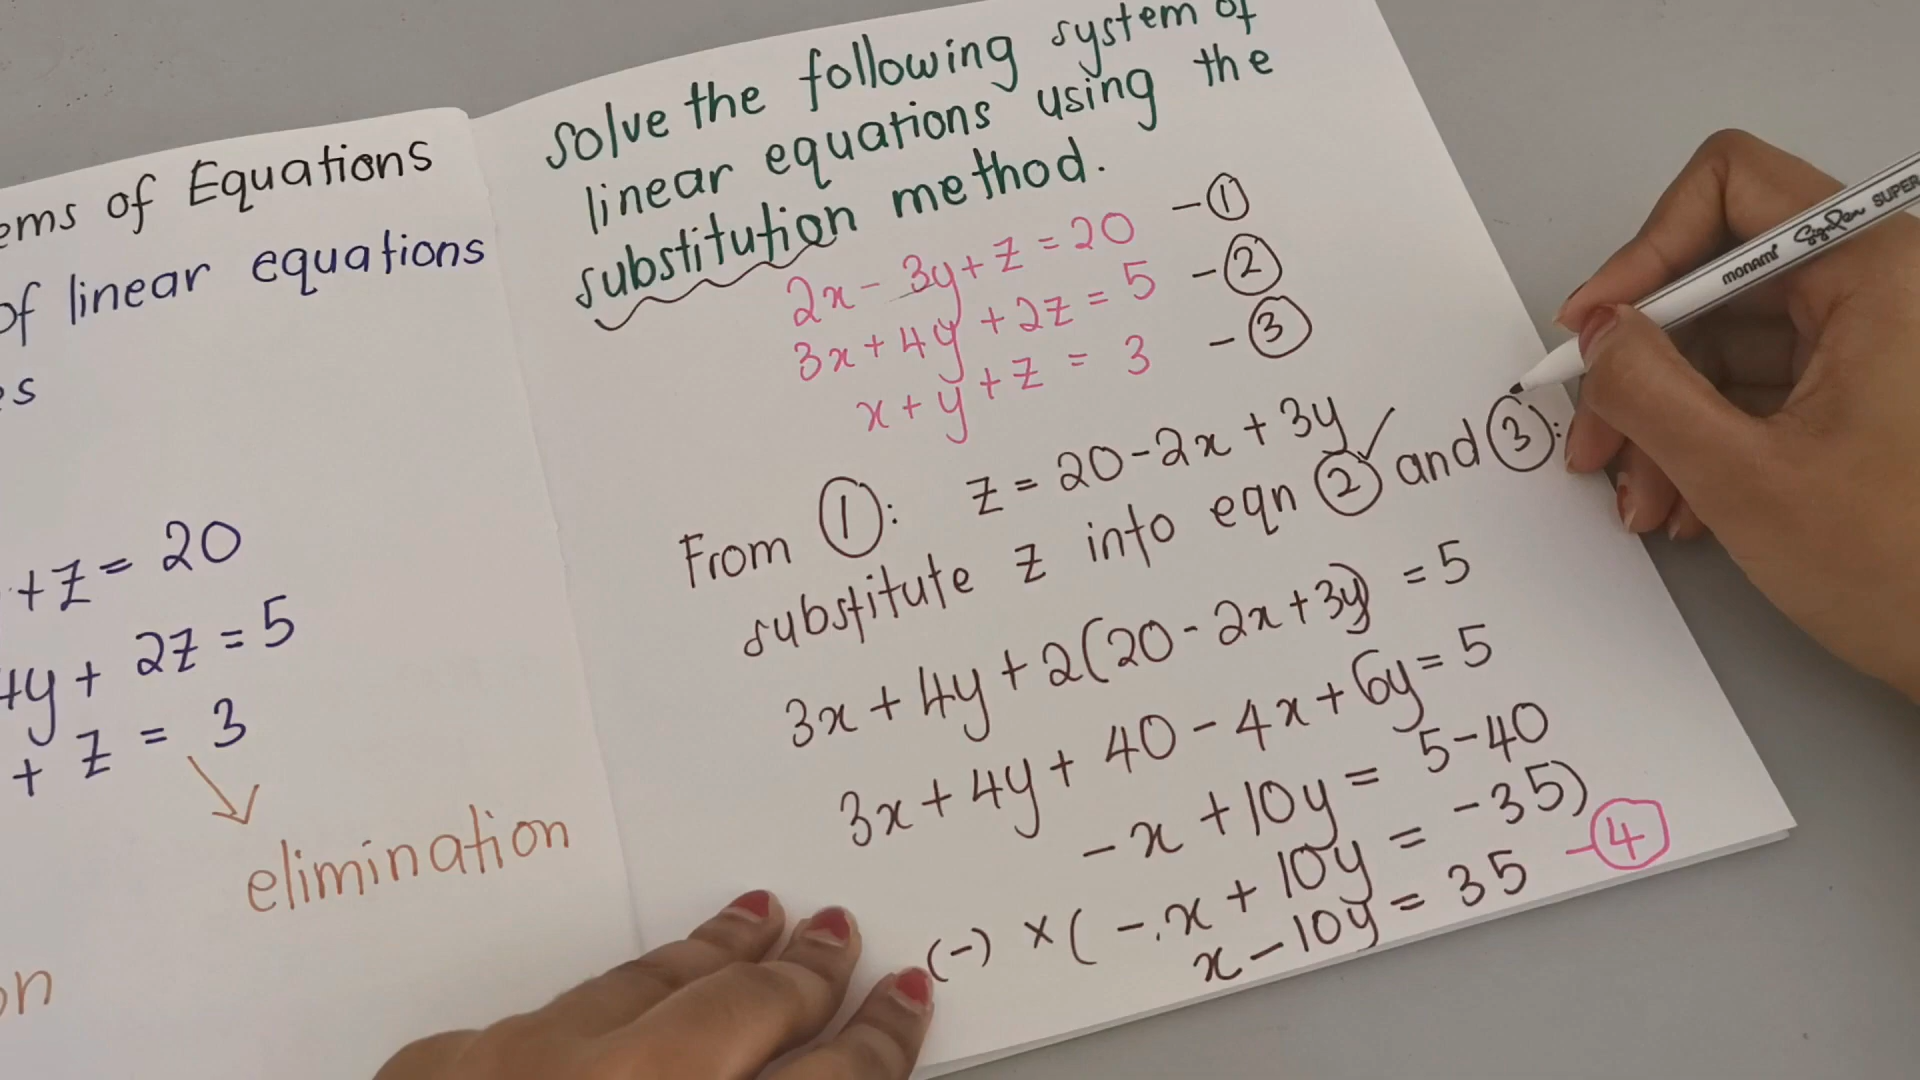 of Equations
of linear equations
+z = 20
4y + 2z = 5
+ z = 3
elimination
solve the following system of
linear equations using the
substitution method.
2x - 3y + z = 20 -①
3x + 4y + 2z = 5 -②
x + y + z = 3 -③
From ①: z = 20 - 2x + 3y
substitute z into eqn ②✓ and ③:
3x + 4y + 2(20 - 2x + 3y) = 5
3x + 4y + 40 - 4x + 6y = 5
-x + 10y = 5 - 40
(-) × ( -x + 10y = -35)
x - 10y = 35 -④
monami SignPen SUPER